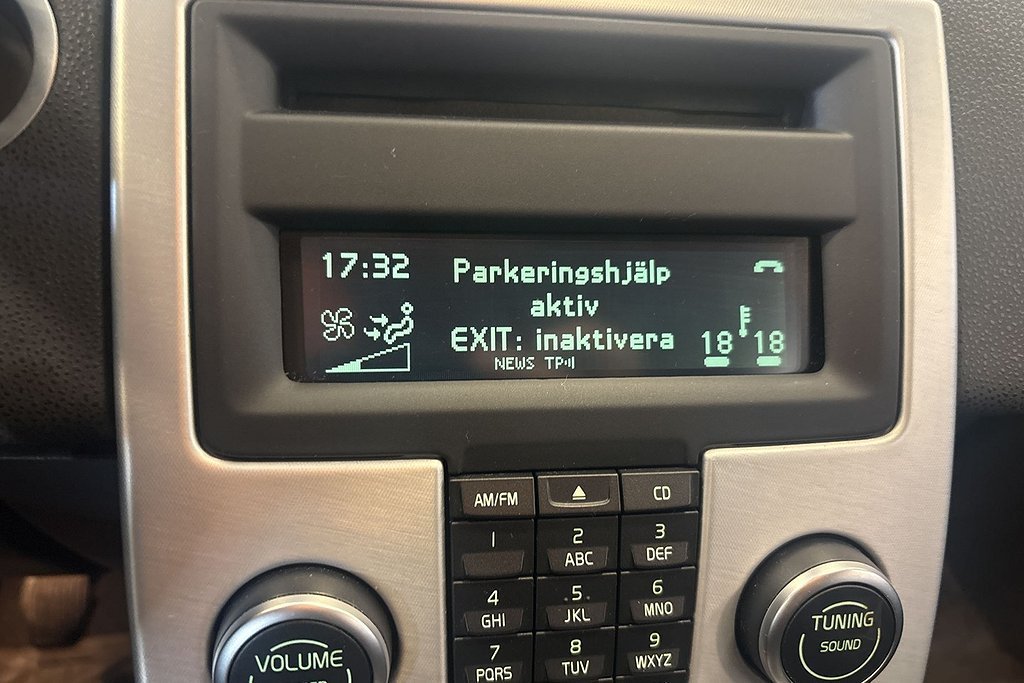 17:32
Parkeringshjälp
aktiv
EXIT: inaktivera
18 18
NEWS TP
AM/FM
CD
1
2
ABC
3
DEF
4
GHI
5
JKL
6
MNO
7
PQRS
8
TUV
9
WXYZ
VOLUME
TUNING
SOUND